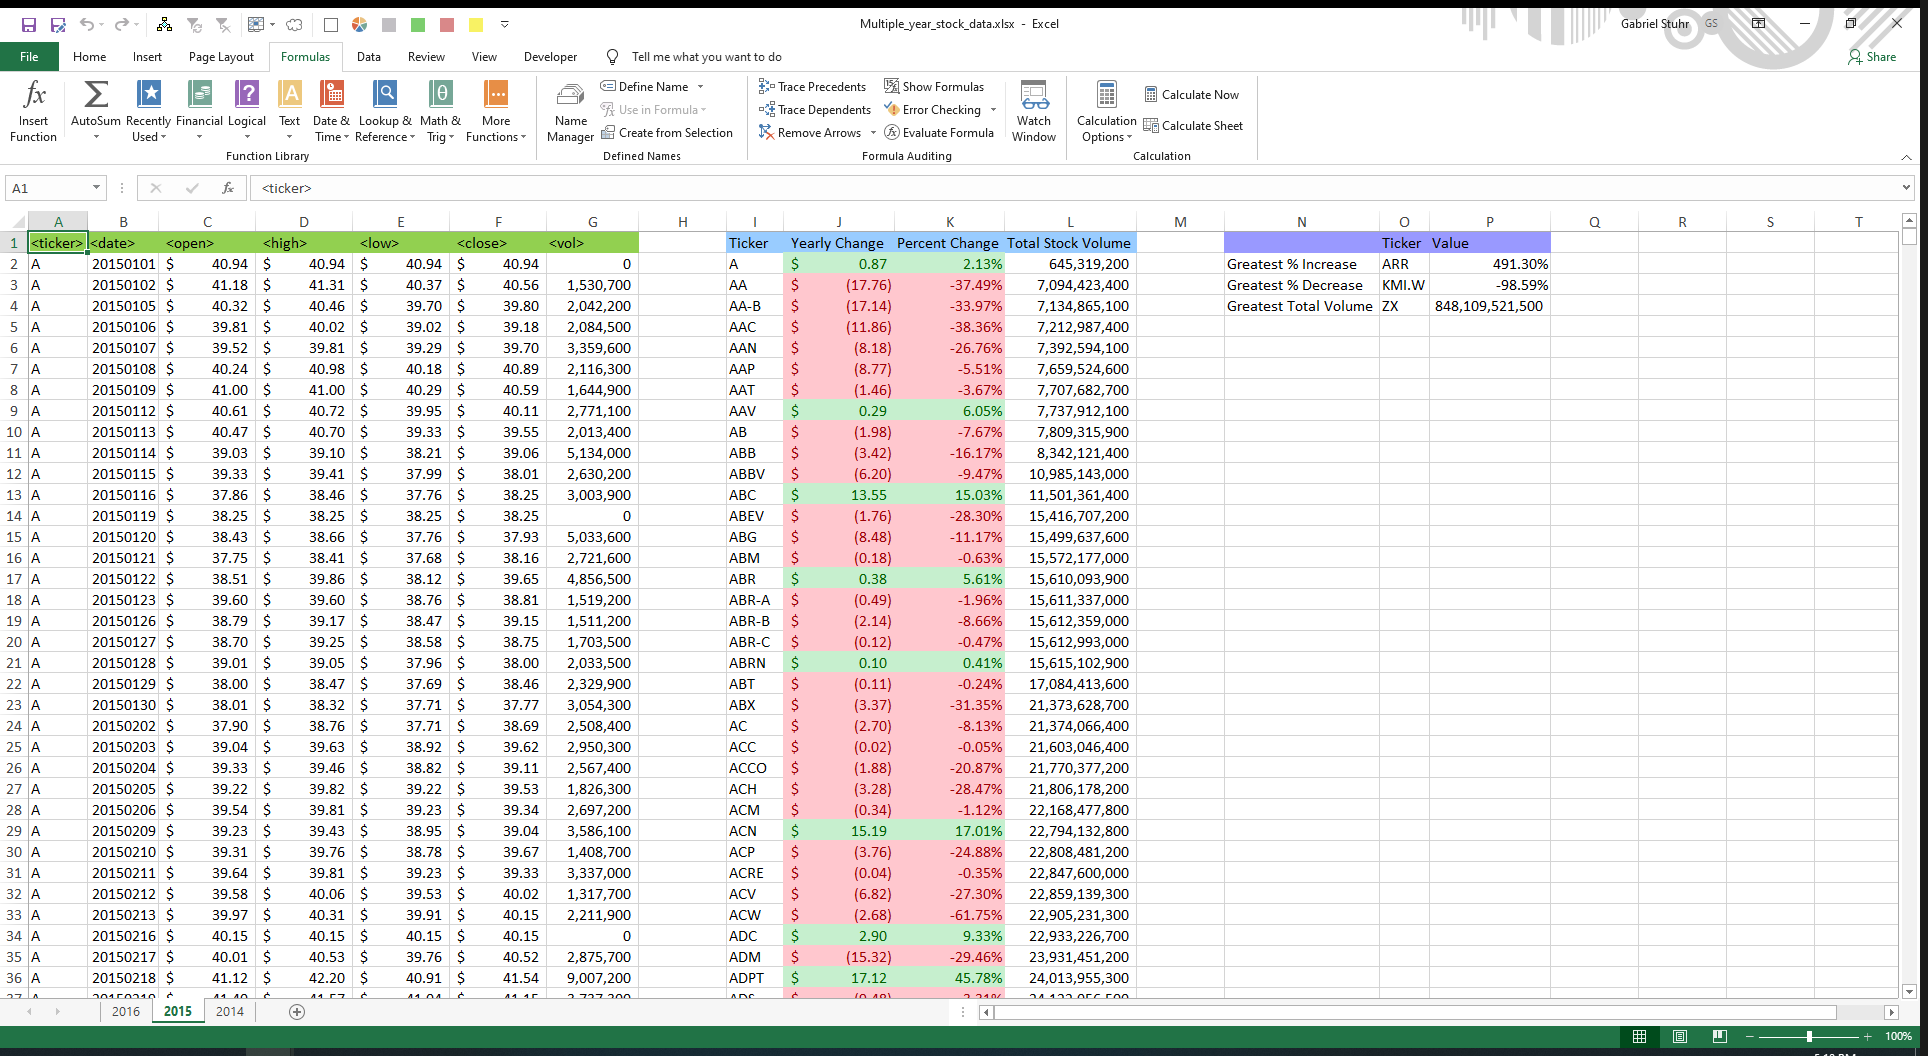 Multiple_year_stock_data.xlsx - Excel Gabriel Stuhr GS
File Home Insert Page Layout Formulas Data Review View Developer Tell me what you want to do Share
fx Insert Function
AutoSum
Recently Used
Financial
Logical
Text
Date & Time
Lookup & Reference
Math & Trig
More Functions
Function Library
Name Manager
Define Name
Use in Formula
Create from Selection
Defined Names
Trace Precedents
Trace Dependents
Remove Arrows
Show Formulas
Error Checking
Evaluate Formula
Formula Auditing
Watch Window
Calculation Options
Calculate Now
Calculate Sheet
Calculation
A1 fx <ticker>
A B C D E F G H I J K L M N O P Q R S T
1 <ticker> <date> <open> <high> <low> <close> <vol> Ticker Yearly Change Percent Change Total Stock Volume Ticker Value
2 A 20150101 $ 40.94 $ 40.94 $ 40.94 $ 40.94 0 A $ 0.87 2.13% 645,319,200 Greatest % Increase ARR 491.30%
3 A 20150102 $ 41.18 $ 41.31 $ 40.37 $ 40.56 1,530,700 AA $ (17.76) -37.49% 7,094,423,400 Greatest % Decrease KMI.W -98.59%
4 A 20150105 $ 40.32 $ 40.46 $ 39.70 $ 39.80 2,042,200 AA-B $ (17.14) -33.97% 7,134,865,100 Greatest Total Volume ZX 848,109,521,500
5 A 20150106 $ 39.81 $ 40.02 $ 39.02 $ 39.18 2,084,500 AAC $ (11.86) -38.36% 7,212,987,400
6 A 20150107 $ 39.52 $ 39.81 $ 39.29 $ 39.70 3,359,600 AAN $ (8.18) -26.76% 7,392,594,100
7 A 20150108 $ 40.24 $ 40.98 $ 40.18 $ 40.89 2,116,300 AAP $ (8.77) -5.51% 7,659,524,600
8 A 20150109 $ 41.00 $ 41.00 $ 40.29 $ 40.59 1,644,900 AAT $ (1.46) -3.67% 7,707,682,700
9 A 20150112 $ 40.61 $ 40.72 $ 39.95 $ 40.11 2,771,100 AAV $ 0.29 6.05% 7,737,912,100
10 A 20150113 $ 40.47 $ 40.70 $ 39.33 $ 39.55 2,013,400 AB $ (1.98) -7.67% 7,809,315,900
11 A 20150114 $ 39.03 $ 39.10 $ 38.21 $ 39.06 5,134,000 ABB $ (3.42) -16.17% 8,342,121,400
12 A 20150115 $ 39.33 $ 39.41 $ 37.99 $ 38.01 2,630,200 ABBV $ (6.20) -9.47% 10,985,143,000
13 A 20150116 $ 37.86 $ 38.46 $ 37.76 $ 38.25 3,003,900 ABC $ 13.55 15.03% 11,501,361,400
14 A 20150119 $ 38.25 $ 38.25 $ 38.25 $ 38.25 0 ABEV $ (1.76) -28.30% 15,416,707,200
15 A 20150120 $ 38.43 $ 38.66 $ 37.76 $ 37.93 5,033,600 ABG $ (8.48) -11.17% 15,499,637,600
16 A 20150121 $ 37.75 $ 38.41 $ 37.68 $ 38.16 2,721,600 ABM $ (0.18) -0.63% 15,572,177,000
17 A 20150122 $ 38.51 $ 39.86 $ 38.12 $ 39.65 4,856,500 ABR $ 0.38 5.61% 15,610,093,900
18 A 20150123 $ 39.60 $ 39.60 $ 38.76 $ 38.81 1,519,200 ABR-A $ (0.49) -1.96% 15,611,337,000
19 A 20150126 $ 38.79 $ 39.17 $ 38.47 $ 39.15 1,511,200 ABR-B $ (2.14) -8.66% 15,612,359,000
20 A 20150127 $ 38.70 $ 39.25 $ 38.58 $ 38.75 1,703,500 ABR-C $ (0.12) -0.47% 15,612,993,000
21 A 20150128 $ 39.01 $ 39.05 $ 37.96 $ 38.00 2,033,500 ABRN $ 0.10 0.41% 15,615,102,900
22 A 20150129 $ 38.00 $ 38.47 $ 37.69 $ 38.46 2,329,900 ABT $ (0.11) -0.24% 17,084,413,600
23 A 20150130 $ 38.01 $ 38.32 $ 37.71 $ 37.77 3,054,300 ABX $ (3.37) -31.35% 21,373,628,700
24 A 20150202 $ 37.90 $ 38.76 $ 37.71 $ 38.69 2,508,400 AC $ (2.70) -8.13% 21,374,066,400
25 A 20150203 $ 39.04 $ 39.63 $ 38.92 $ 39.62 2,950,300 ACC $ (0.02) -0.05% 21,603,046,400
26 A 20150204 $ 39.33 $ 39.46 $ 38.82 $ 39.11 2,567,400 ACCO $ (1.88) -20.87% 21,770,377,200
27 A 20150205 $ 39.22 $ 39.82 $ 39.22 $ 39.53 1,826,300 ACH $ (3.28) -28.47% 21,806,178,200
28 A 20150206 $ 39.54 $ 39.81 $ 39.23 $ 39.34 2,697,200 ACM $ (0.34) -1.12% 22,168,477,800
29 A 20150209 $ 39.23 $ 39.43 $ 38.95 $ 39.04 3,586,100 ACN $ 15.19 17.01% 22,794,132,800
30 A 20150210 $ 39.31 $ 39.76 $ 38.78 $ 39.67 1,408,700 ACP $ (3.76) -24.88% 22,808,481,200
31 A 20150211 $ 39.64 $ 39.81 $ 39.23 $ 39.33 3,337,000 ACRE $ (0.04) -0.35% 22,847,600,000
32 A 20150212 $ 39.58 $ 40.06 $ 39.53 $ 40.02 1,317,700 ACV $ (6.82) -27.30% 22,859,139,300
33 A 20150213 $ 39.97 $ 40.31 $ 39.91 $ 40.15 2,211,900 ACW $ (2.68) -61.75% 22,905,231,300
34 A 20150216 $ 40.15 $ 40.15 $ 40.15 $ 40.15 0 ADC $ 2.90 9.33% 22,933,226,700
35 A 20150217 $ 40.01 $ 40.53 $ 39.76 $ 40.52 2,875,700 ADM $ (15.32) -29.46% 23,931,451,200
36 A 20150218 $ 41.12 $ 42.20 $ 40.91 $ 41.54 9,007,200 ADPT $ 17.12 45.78% 24,013,955,300
2016 2015 2014
100%